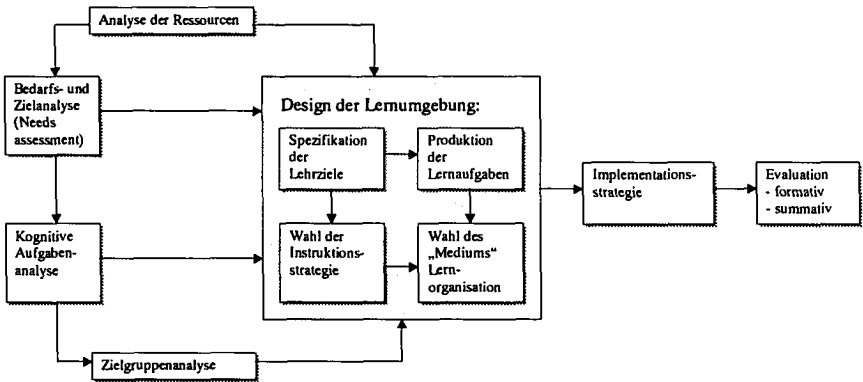 Analyse der Ressourcen
Bedarfs- und
Zielanalyse
(Needs
assessment)
Kognitive
Aufgaben-
analyse
Zielgruppenanalyse
Design der Lernumgebung:
Spezifikation
der
Lehrziele
Produktion
der
Lernaufgaben
Wahl der
Instruktions-
strategie
Wahl des
„Mediums“
Lern-
organisation
Implementations-
strategie
Evaluation
- formativ
- summativ